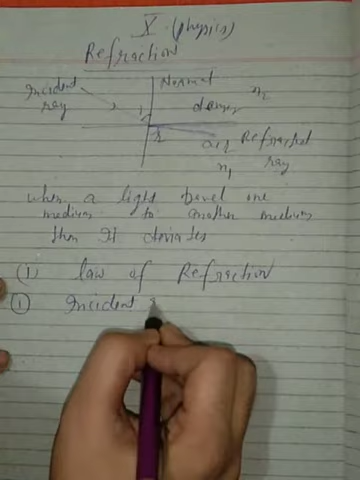 X (physics)
Refraction
Incident Normal n2
ray i denser
r air Refracted
n1 ray
when a light travel one
medium to another medium
then it deviates
(i) law of Refraction
① Incident